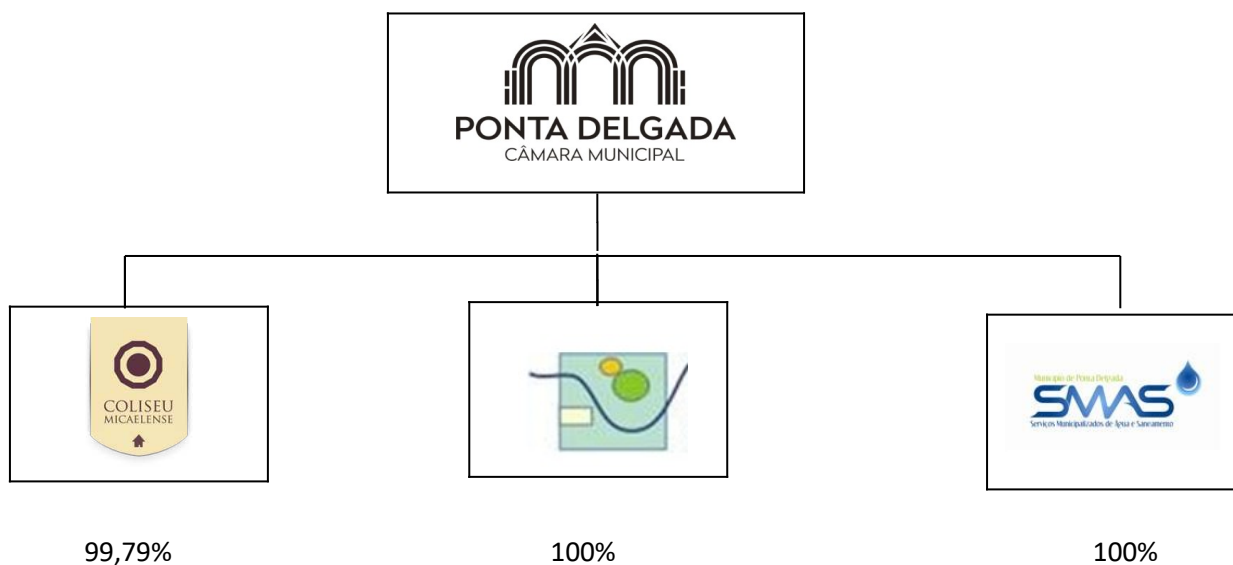 PONTA DELGADA
CÂMARA MUNICIPAL
COLISEU
MICAELENSE
Município de Ponta Delgada
SMAS
Serviços Municipalizados de Água e Saneamento
99,79%
100%
100%